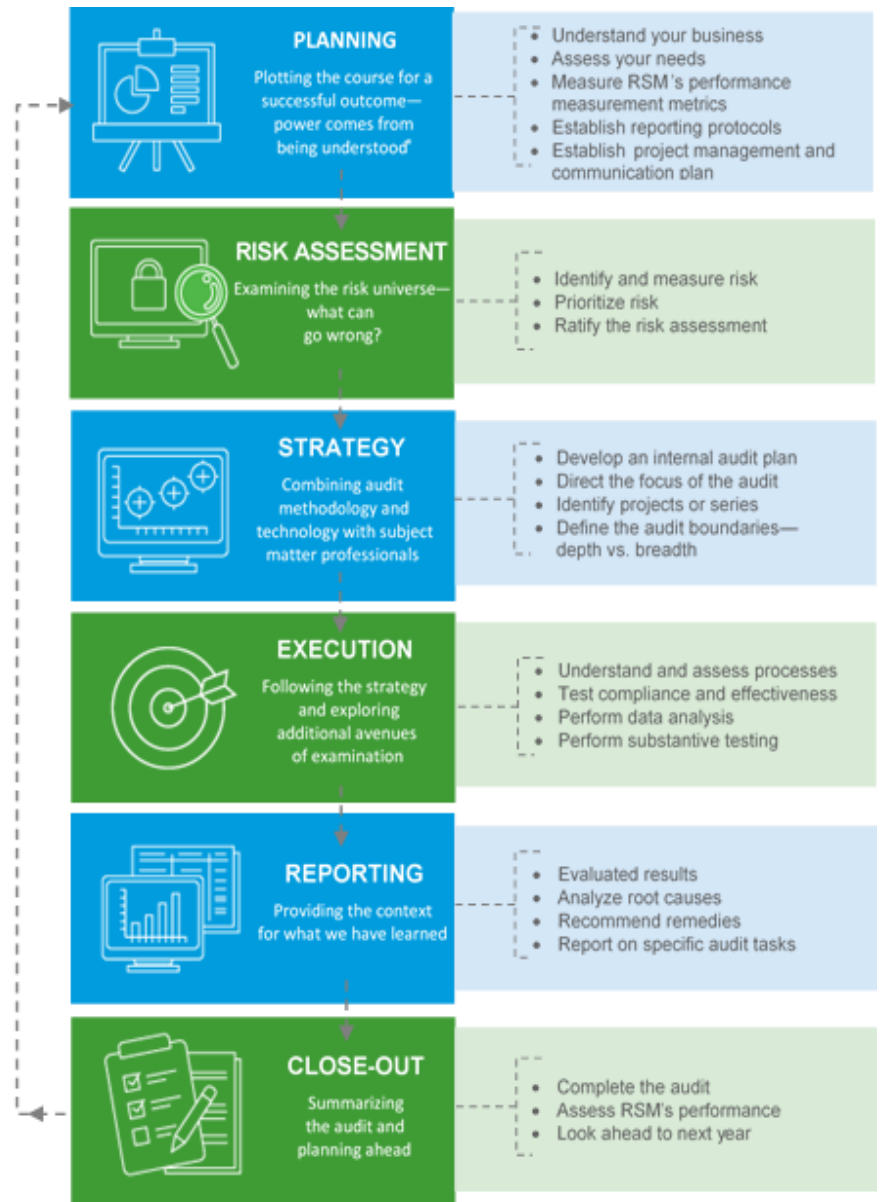 PLANNING
Plotting the course for a
successful outcome—
power comes from
being understood®
Understand your business
Assess your needs
Measure RSM's performance
measurement metrics
Establish reporting protocols
Establish project management and
communication plan
RISK ASSESSMENT
Examining the risk universe—
what can
go wrong?
Identify and measure risk
Prioritize risk
Ratify the risk assessment
STRATEGY
Combining audit
methodology and
technology with subject
matter professionals
Develop an internal audit plan
Direct the focus of the audit
Identify projects or series
Define the audit boundaries—
depth vs. breadth
EXECUTION
Following the strategy
and exploring
additional avenues
of examination
Understand and assess processes
Test compliance and effectiveness
Perform data analysis
Perform substantive testing
REPORTING
Providing the context
for what we have learned
Evaluated results
Analyze root causes
Recommend remedies
Report on specific audit tasks
CLOSE-OUT
Summarizing
the audit and
planning ahead
Complete the audit
Assess RSM's performance
Look ahead to next year